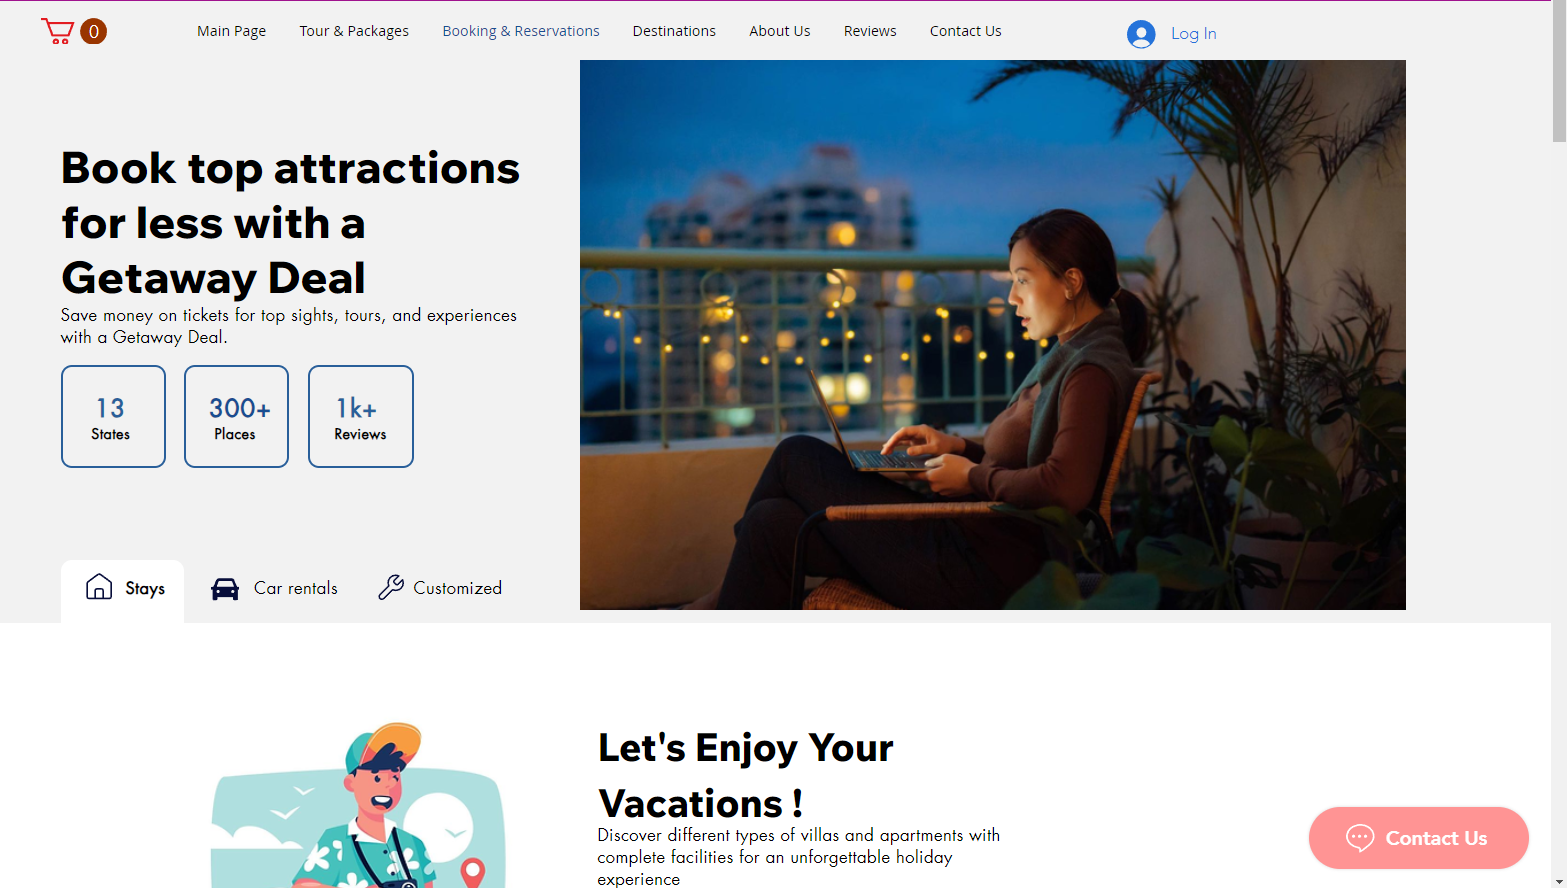 0
Main Page
Tour & Packages
Booking & Reservations
Destinations
About Us
Reviews
Contact Us
Log In
Book top attractions
for less with a
Getaway Deal
Save money on tickets for top sights, tours, and experiences
with a Getaway Deal.
13
States
300+
Places
1k+
Reviews
Stays
Car rentals
Customized
Let's Enjoy Your
Vacations !
Discover different types of villas and apartments with
complete facilities for an unforgettable holiday
experience
Contact Us